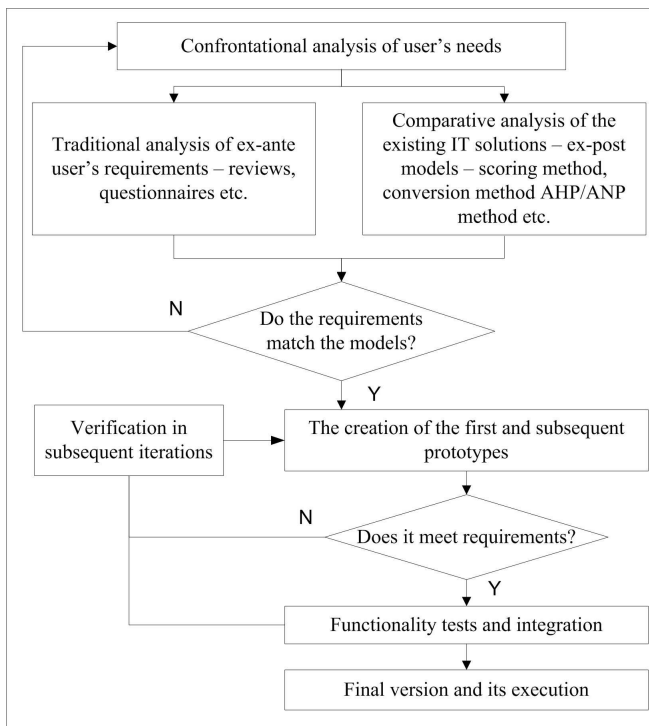 Confrontational analysis of user's needs
Traditional analysis of ex-ante
user's requirements – reviews,
questionnaires etc.
Comparative analysis of the
existing IT solutions – ex-post
models – scoring method,
conversion method AHP/ANP
method etc.
N
Do the requirements
match the models?
Y
Verification in
subsequent iterations
The creation of the first and subsequent
prototypes
N
Does it meet requirements?
Y
Functionality tests and integration
Final version and its execution